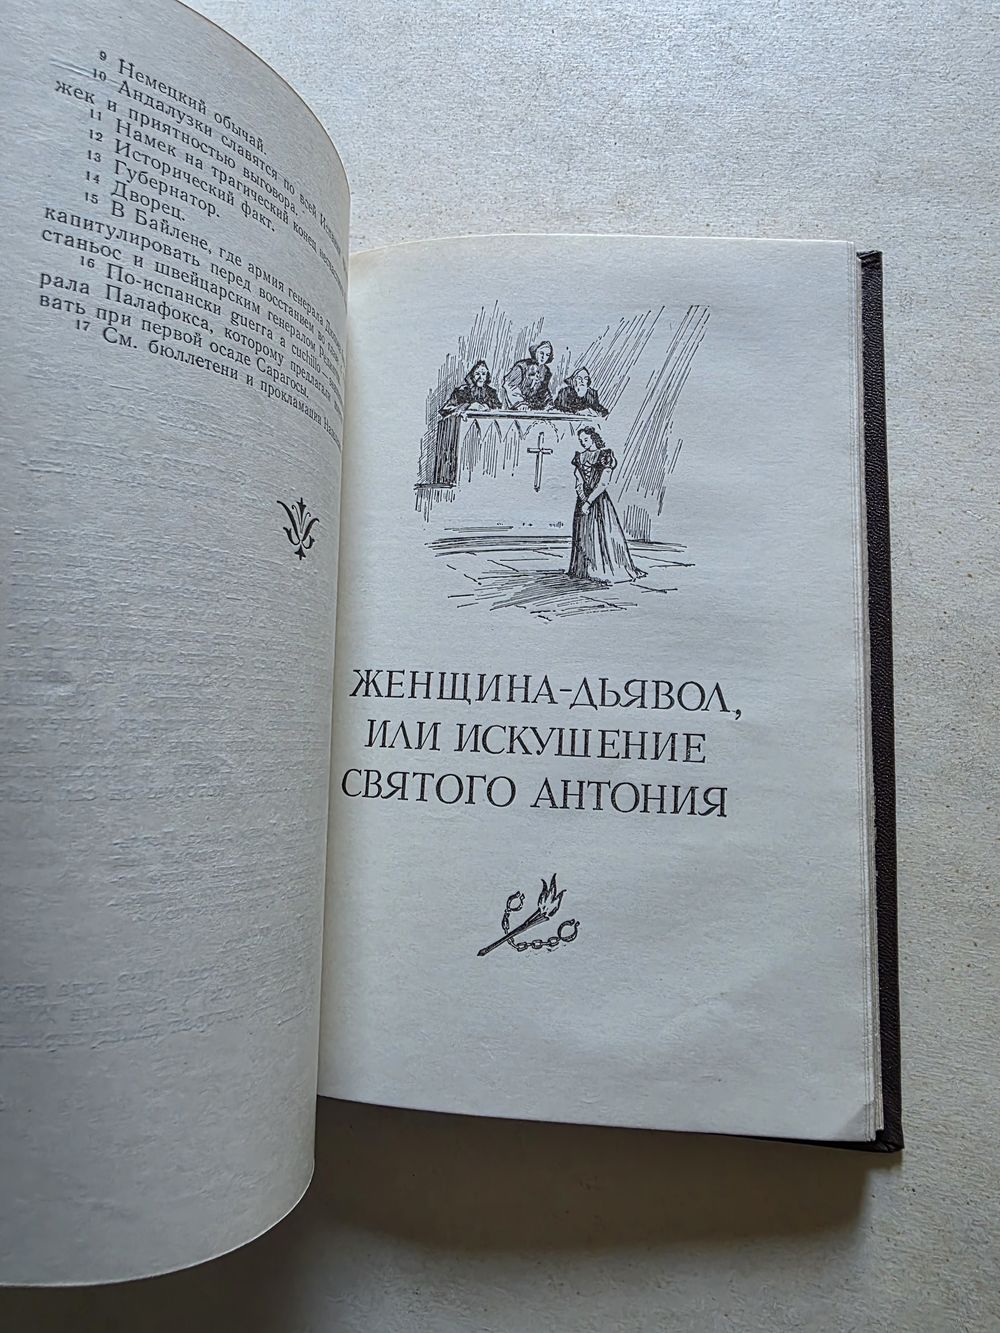 9 Немецкий обычай.
10 Андалузки славятся по всей
жек и приятностью выговора.
11 Намек на трагический конец
12 Исторический факт.
13 Губернатор.
14 Дворец.
15 В Байлене, где армия генерала
капитулировать перед восстанием во главе
станьос и швейцарским генералом
16 По-испански guerra a cuchillo
рала Палафокса, которому предлагали
вать при первой осаде Сарагосы.
17 См. бюллетени и прокламации
ЖЕНЩИНА-ДЬЯВОЛ,
ИЛИ ИСКУШЕНИЕ
СВЯТОГО АНТОНИЯ